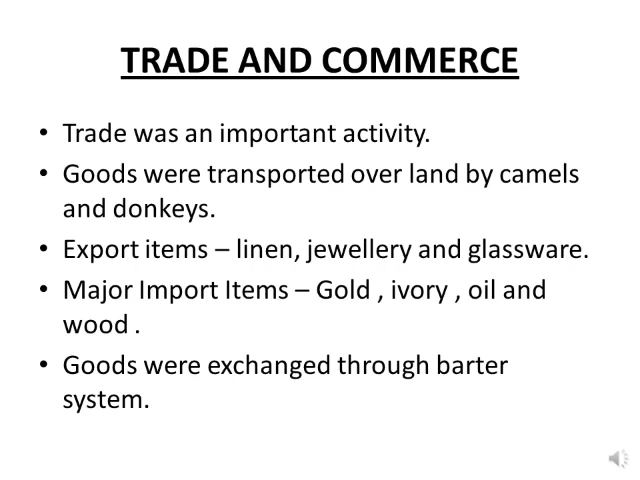 TRADE AND COMMERCE
• Trade was an important activity.
• Goods were transported over land by camels
and donkeys.
• Export items – linen, jewellery and glassware.
• Major Import Items – Gold , ivory , oil and
wood .
• Goods were exchanged through barter
system.